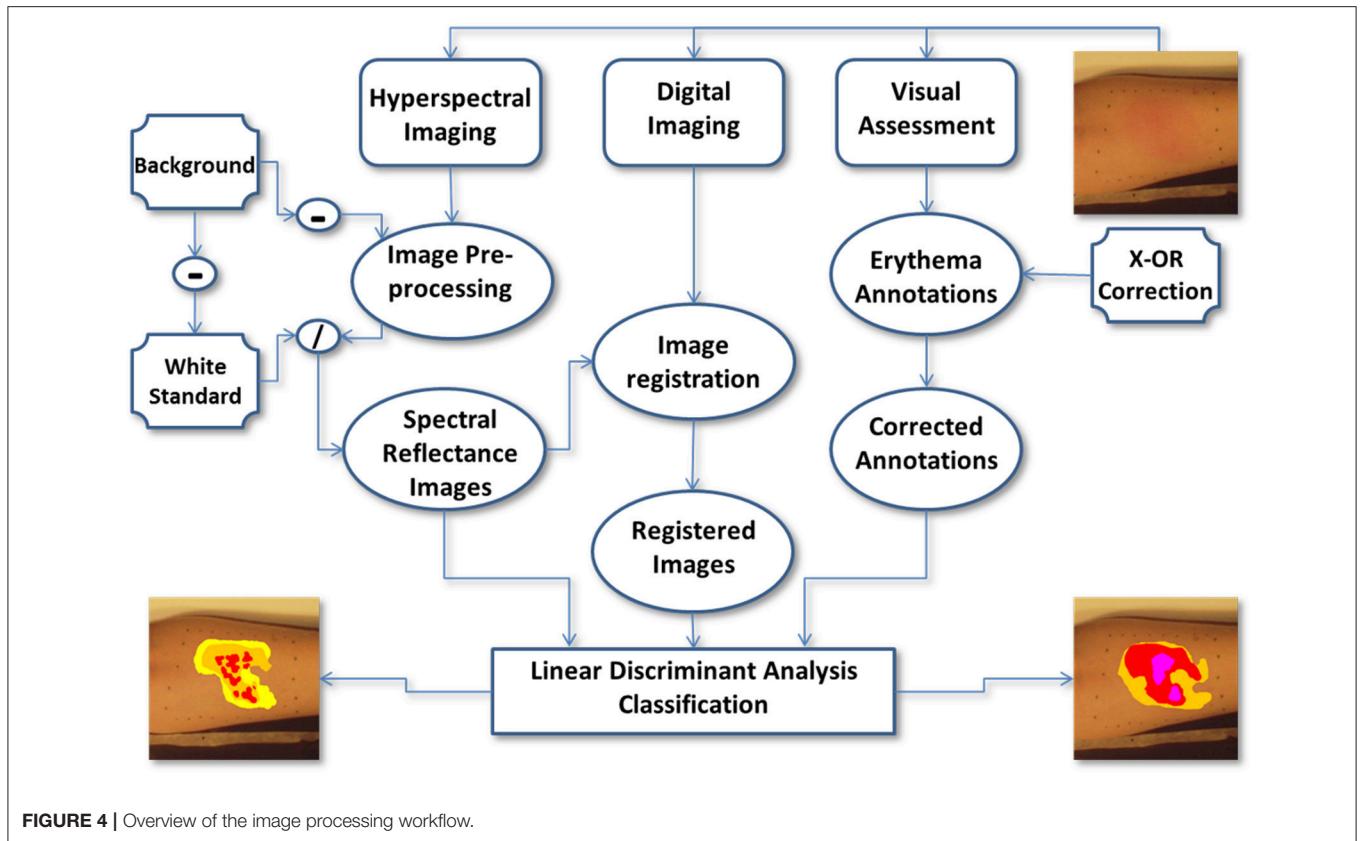 Hyperspectral
Imaging
Digital
Imaging
Visual
Assessment
Background
-
-
Image Pre-
processing
Erythema
Annotations
X-OR
Correction
White
Standard
/
Image
registration
Spectral
Reflectance
Images
Corrected
Annotations
Registered
Images
Linear Discriminant Analysis
Classification
FIGURE 4 | Overview of the image processing workflow.